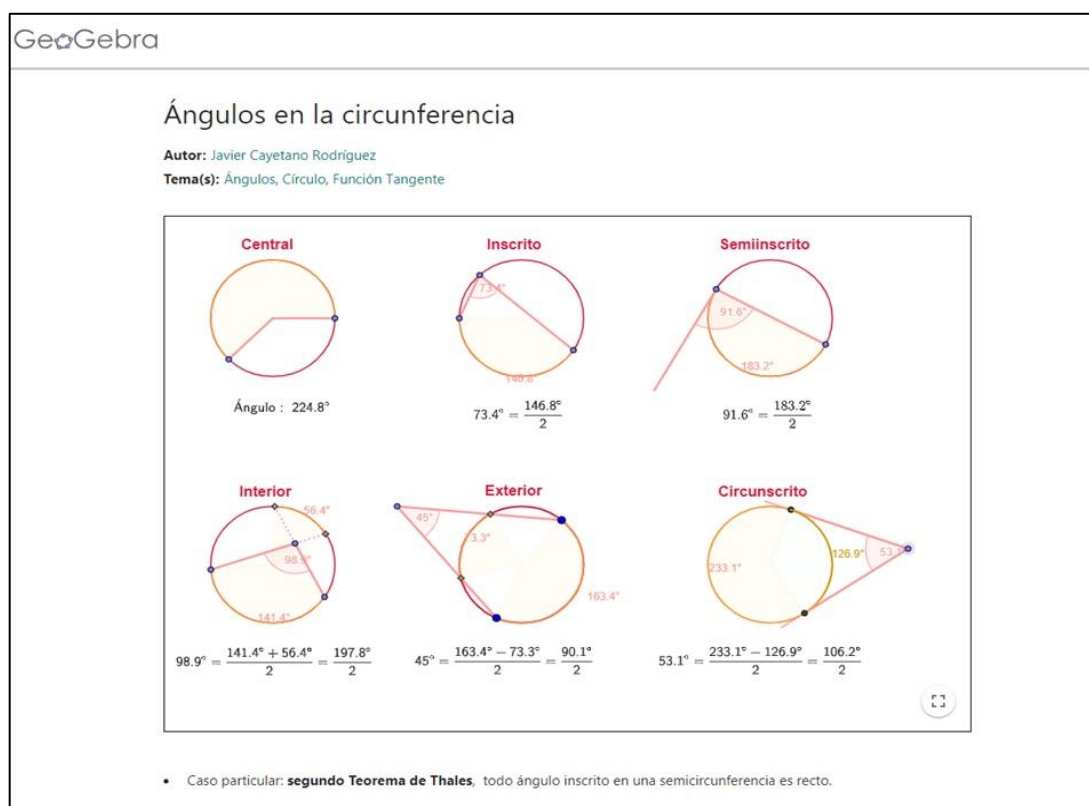 GeoGebra
Ángulos en la circunferencia
Autor: Javier Cayetano Rodríguez
Tema(s): Ángulos, Círculo, Función Tangente
Central Inscrito Semiinscrito
73.4°
91.6°
146.8°
183.2°
Ángulo : 224.8°
73.4° = 146.8° / 2
91.6° = 183.2° / 2
Interior Exterior Circunscrito
56.4°
45°
98.9°
73.3°
126.9°
53.1°
233.1°
141.4°
163.4°
98.9° = 141.4° + 56.4° / 2 = 197.8° / 2
45° = 163.4° − 73.3° / 2 = 90.1° / 2
53.1° = 233.1° − 126.9° / 2 = 106.2° / 2
• Caso particular: segundo Teorema de Thales, todo ángulo inscrito en una semicircunferencia es recto.